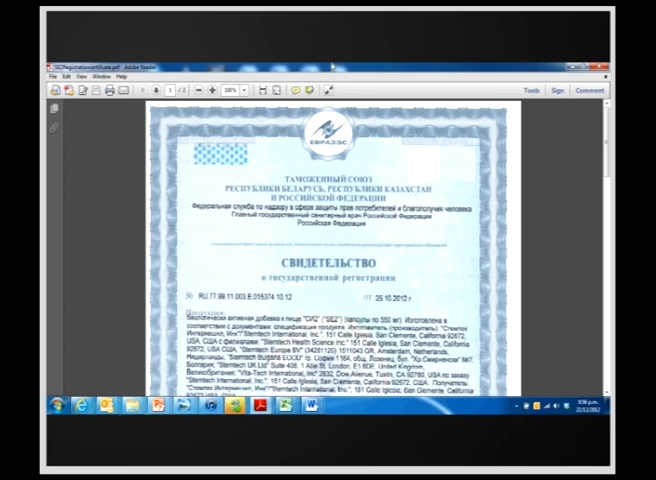 SE2Registrationcertificate.pdf - Adobe Reader
File Edit View Window Help
1 / 2 100% Tools Sign Comment
ЕВРАЗЭС
ТАМОЖЕННЫЙ СОЮЗ
РЕСПУБЛИКИ БЕЛАРУСЬ, РЕСПУБЛИКИ КАЗАХСТАН
И РОССИЙСКОЙ ФЕДЕРАЦИИ
Федеральная служба по надзору в сфере защиты прав потребителей и благополучия человека
Главный государственный санитарный врач Российской Федерации
Российская Федерация
СВИДЕТЕЛЬСТВО
о государственной регистрации
№ RU.77.99.11.003.Е.015374.10.12 от 25.10.2012 г.
Продукция:
биологически активная добавка к пище "СИ2" ("SE2") (капсулы по 550 мг). Изготовлена в
соответствии с документами: спецификация продукта. Изготовитель (производитель): "Стемтек
Интернешнл, Инк"/"Stemtech International, Inc.", 151 Calle Iglesia, San Clemente, California 92672,
USA, США с филиалами: "Stemtech Health Science Inc." 151 Calle Iglesia, San Clemente, California
92672, USA, США, "Stemtech Europe BV" (34281120) 1511043 GR, Amsterdam, Netherlands,
Нидерланды, "Stemtech Bulgaria EOOD" гр. София 1164, общ. Лозенец, бул. "Хр.Смирненски" №7,
Болгария, "Stemtech UK Ltd" Suite 408, 1 Alie St, London, E1 8DE, United Kingdom,
Великобритания, "Vita-Tech International, Inc" 2832, Dow Avenue, Tustin, CA 92780, USA по заказу
"Stemtech International, Inc.", 151 Calle Iglesia, San Clemente, California 92672, США. Получатель:
"Стемтек Интернешнл, Инк"/"Stemtech International, Inc.", 151 Calle Iglesia, San Clemente, California
92672 USA, США
9:56 p.m.
22/12/2012